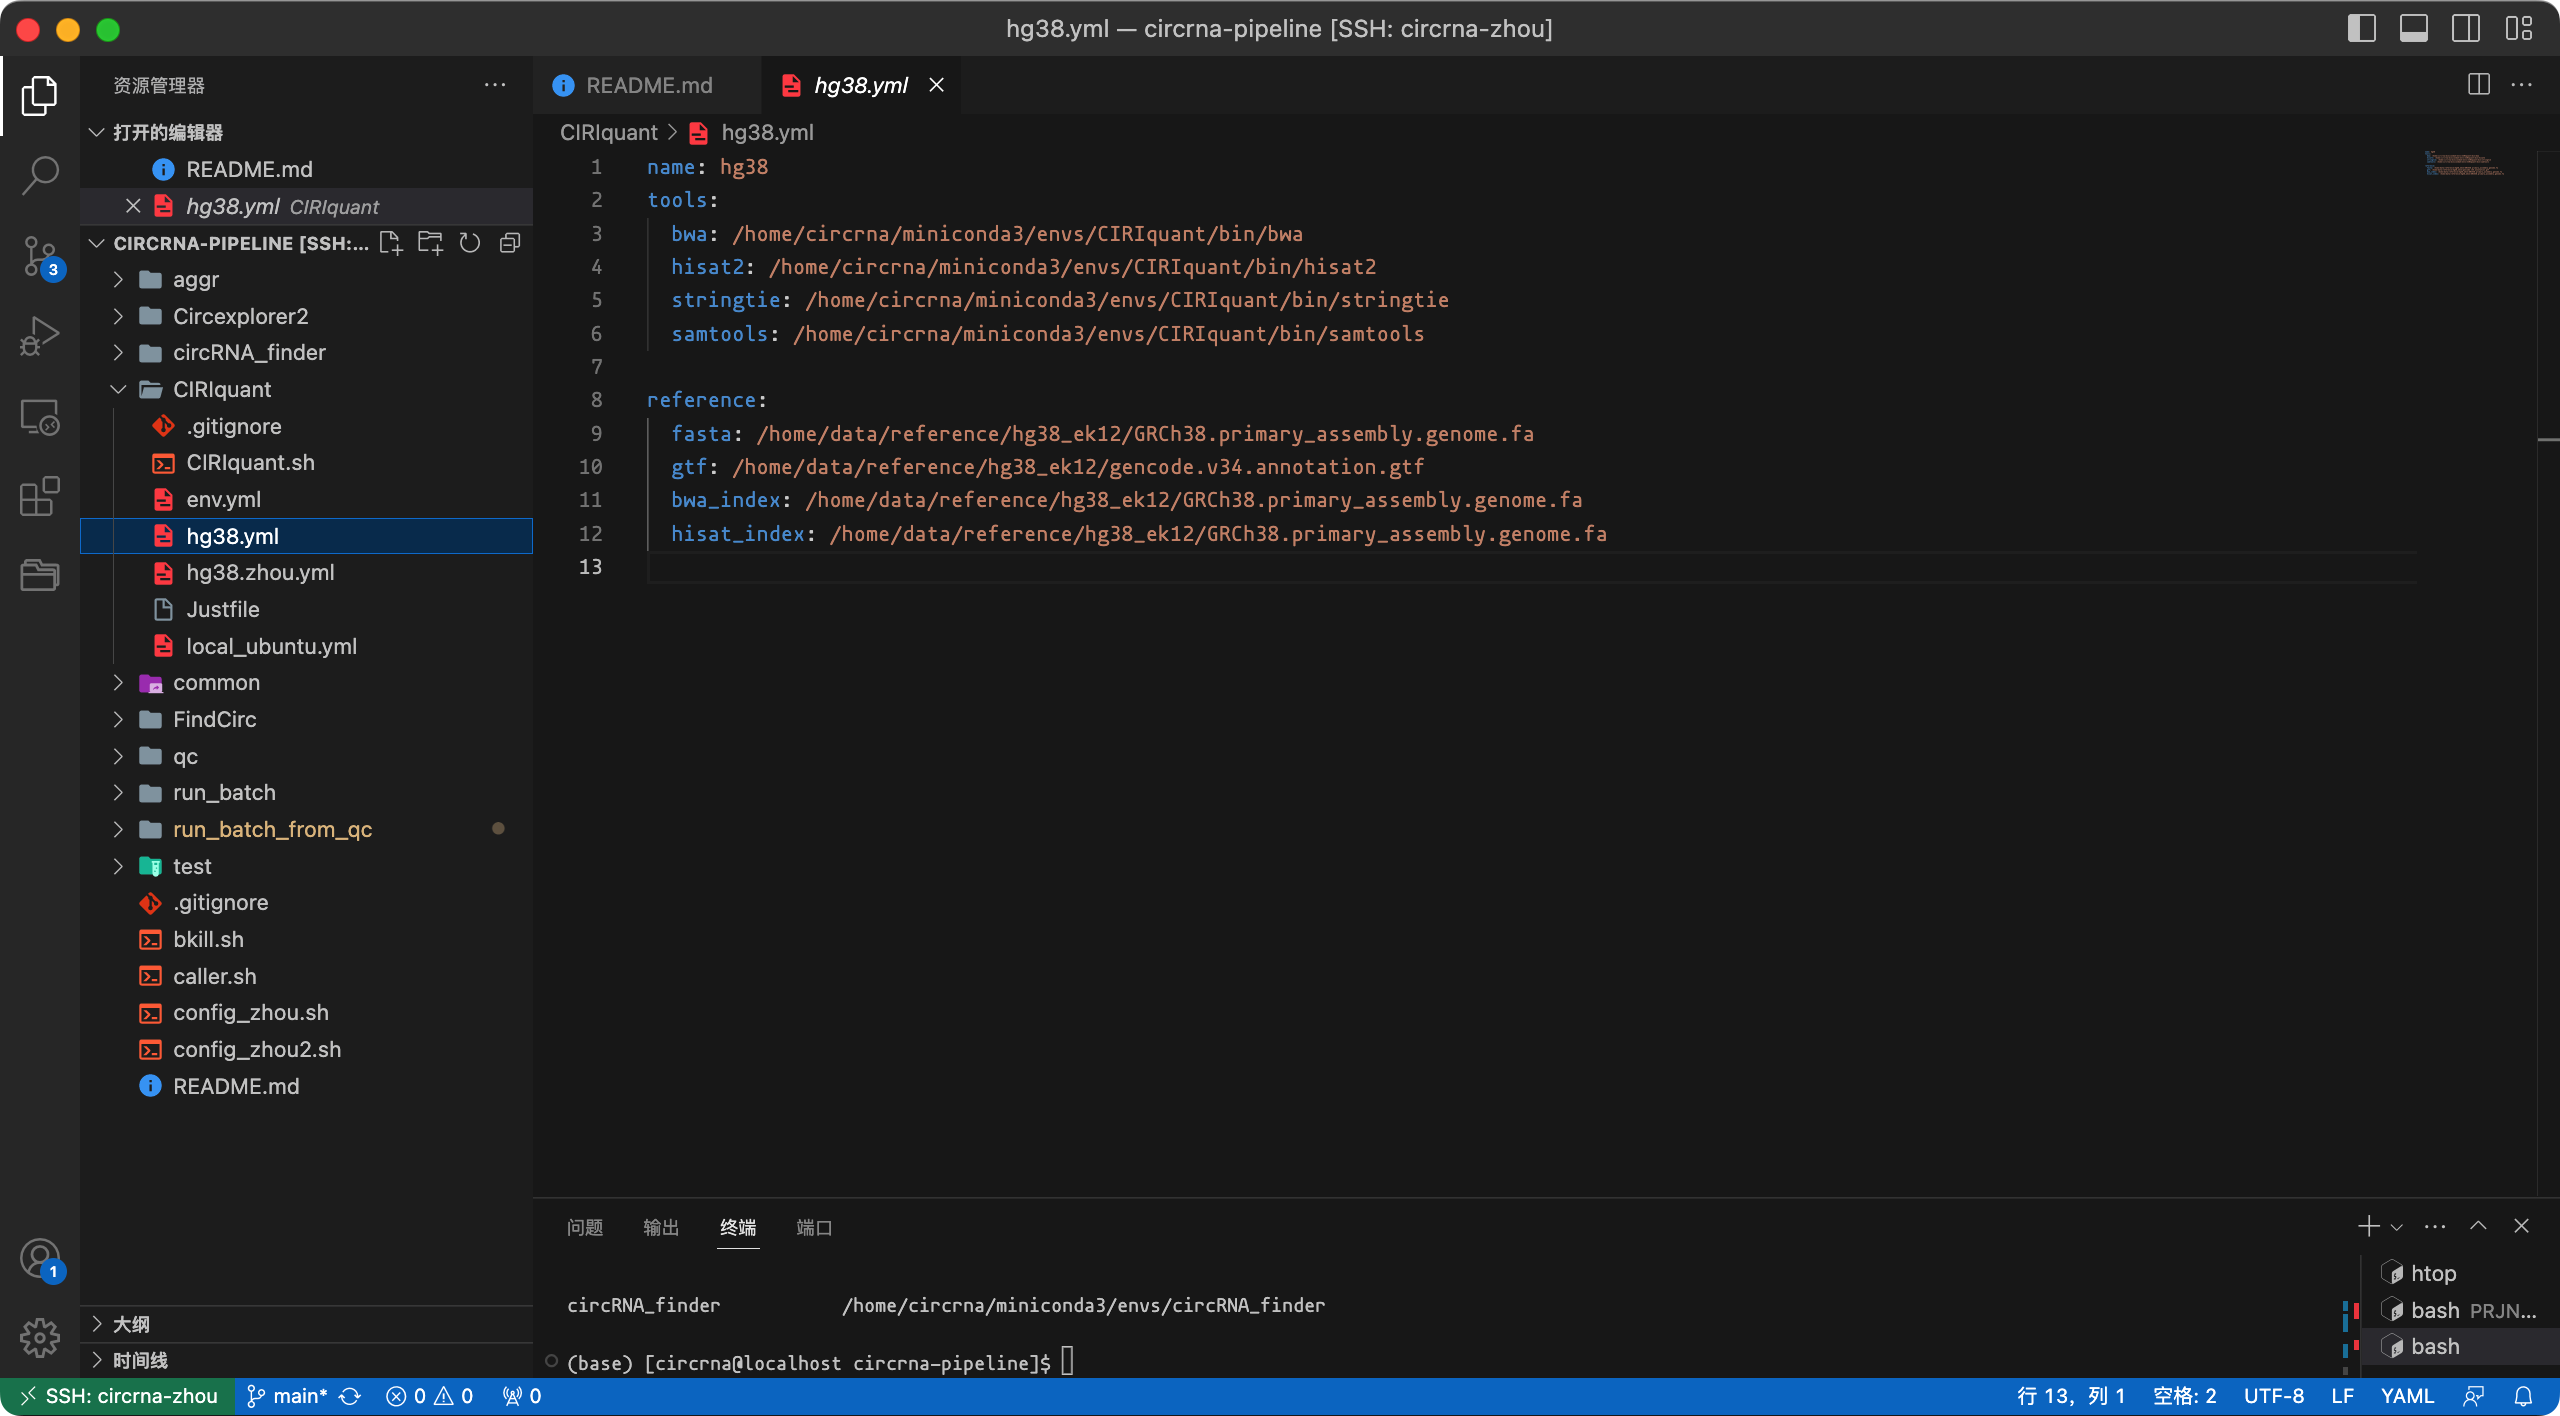 hg38.yml — circrna-pipeline [SSH: circrna-zhou]
资源管理器
打开的编辑器
README.md
hg38.yml CIRIquant
CIRCRNA-PIPELINE [SSH:...
aggr
Circexplorer2
circRNA_finder
CIRIquant
.gitignore
CIRIquant.sh
env.yml
hg38.yml
hg38.zhou.yml
Justfile
local_ubuntu.yml
common
FindCirc
qc
run_batch
run_batch_from_qc
test
.gitignore
bkill.sh
caller.sh
config_zhou.sh
config_zhou2.sh
README.md
大纲
时间线
3
1
README.md
hg38.yml
CIRIquant > hg38.yml
1 name: hg38
2 tools:
3 bwa: /home/circrna/miniconda3/envs/CIRIquant/bin/bwa
4 hisat2: /home/circrna/miniconda3/envs/CIRIquant/bin/hisat2
5 stringtie: /home/circrna/miniconda3/envs/CIRIquant/bin/stringtie
6 samtools: /home/circrna/miniconda3/envs/CIRIquant/bin/samtools
7
8 reference:
9 fasta: /home/data/reference/hg38_ek12/GRCh38.primary_assembly.genome.fa
10 gtf: /home/data/reference/hg38_ek12/gencode.v34.annotation.gtf
11 bwa_index: /home/data/reference/hg38_ek12/GRCh38.primary_assembly.genome.fa
12 hisat_index: /home/data/reference/hg38_ek12/GRCh38.primary_assembly.genome.fa
13
问题 输出 终端 端口
circRNA_finder /home/circrna/miniconda3/envs/circRNA_finder
(base) [circrna@localhost circrna-pipeline]$
htop
bash PRJN...
bash
SSH: circrna-zhou main* 0 0 0 行 13，列 1 空格: 2 UTF-8 LF YAML